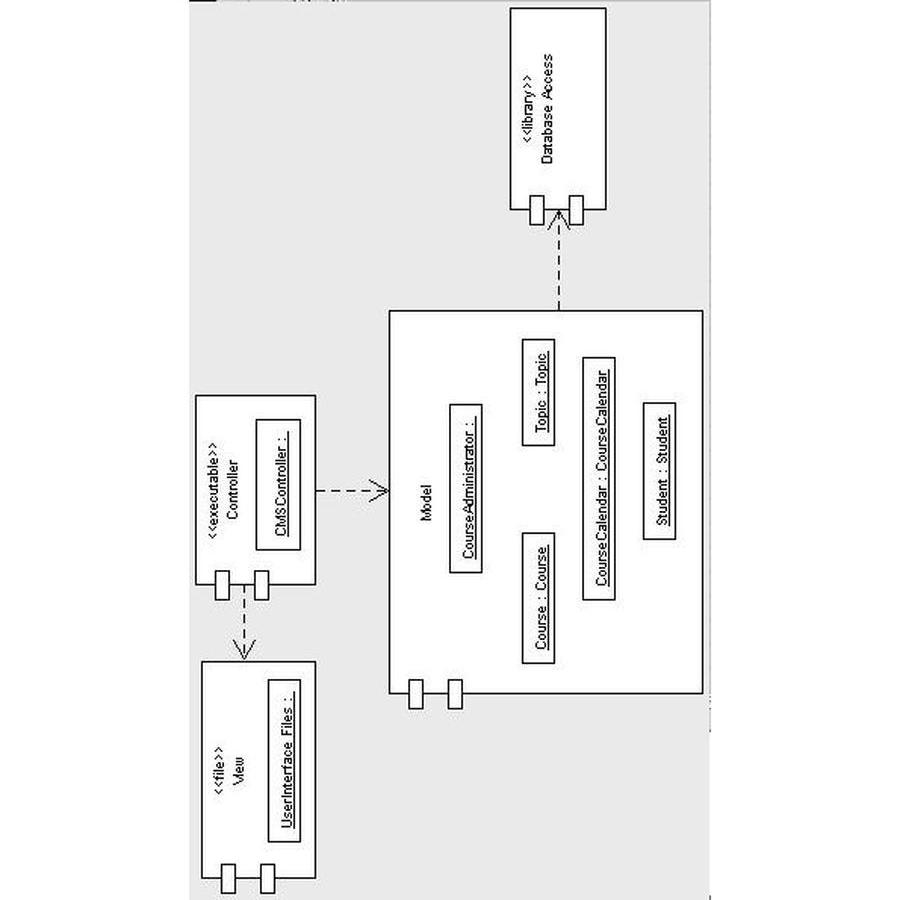 <<file>>
View
UserInterface Files :
<<executable>>
Controller
CMSController :
Model
CourseAdministrator :
Course : Course
Topic : Topic
CourseCalendar : CourseCalendar
Student : Student
<<library>>
Database Access